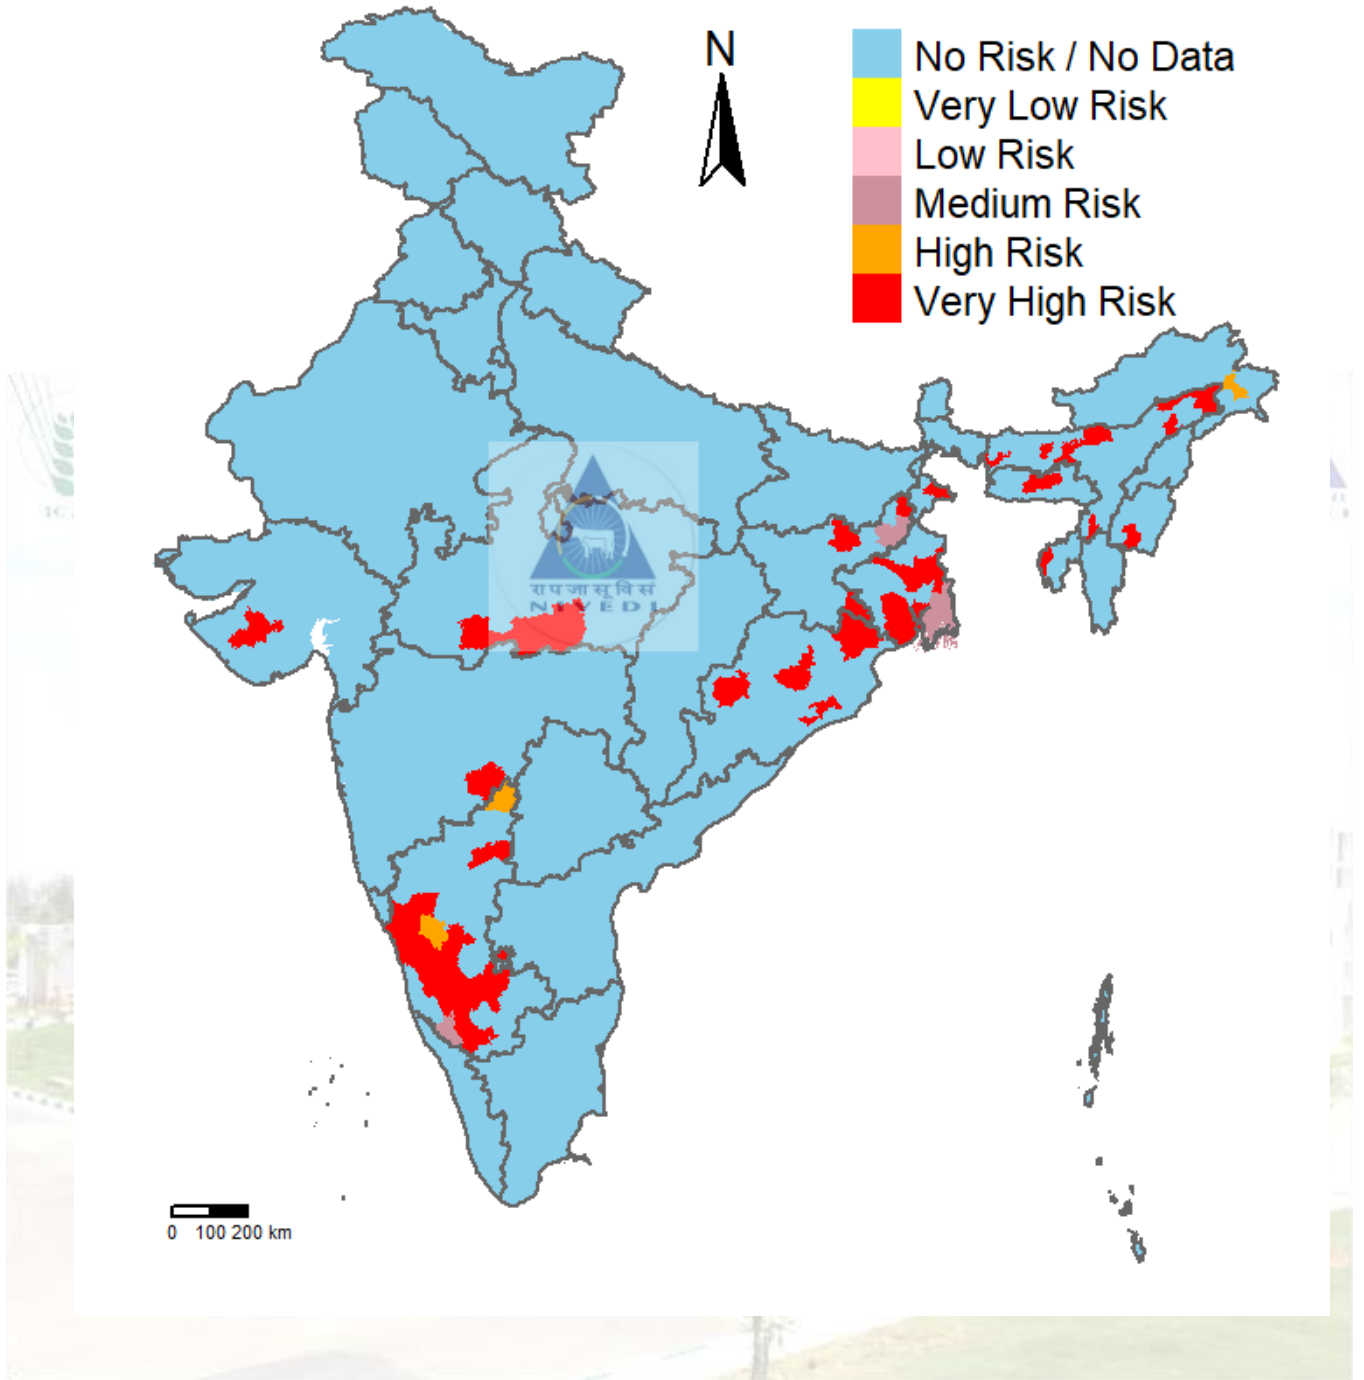 N
No Risk / No Data
Very Low Risk
Low Risk
Medium Risk
High Risk
Very High Risk
रा प जा सू वि सं
NIVEDI
0 100 200 km